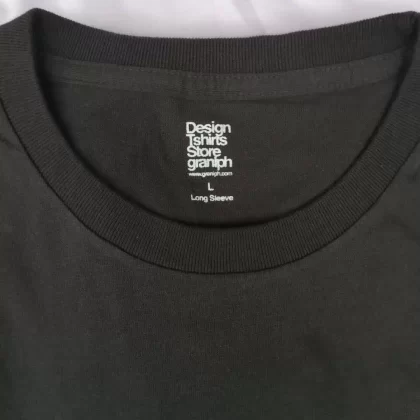 Design
Tshirts
Store
graniph
www.graniph.com
L
Long Sleeve